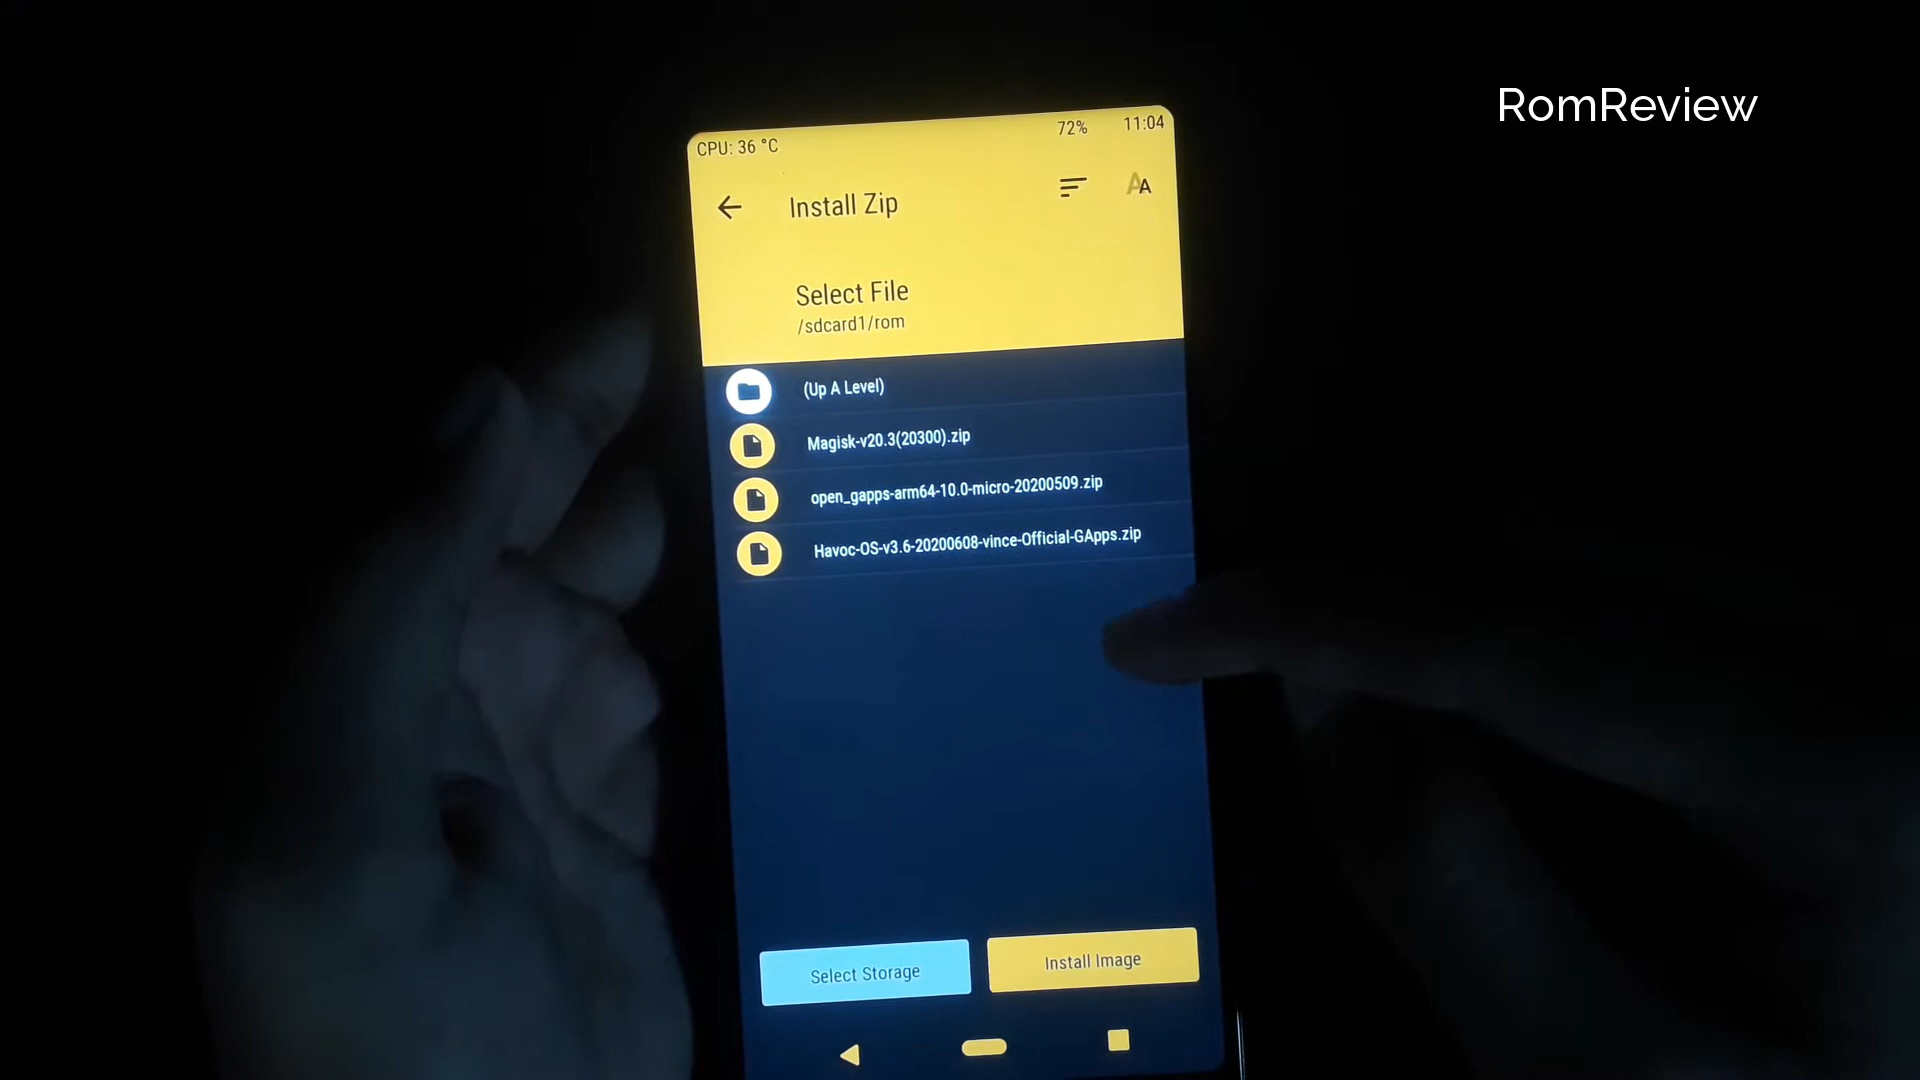 RomReview
CPU: 36 °C
72%
11:04
Install Zip
AA
Select File
/sdcard1/rom
(Up A Level)
Magisk-v20.3(20300).zip
open_gapps-arm64-10.0-micro-20200509.zip
Havoc-OS-v3.6-20200608-vince-Official-GApps.zip
Select Storage
Install Image